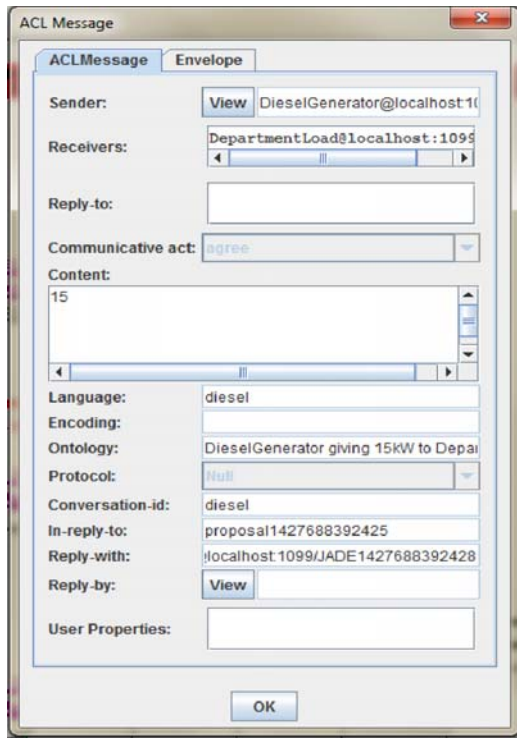 ACL Message
ACLMessage Envelope
Sender: View DieselGenerator@localhost:10
Receivers: DepartmentLoad@localhost:1099
Reply-to:
Communicative act: agree
Content:
15
Language: diesel
Encoding:
Ontology: DieselGenerator giving 15kW to Depar
Protocol: Null
Conversation-id: diesel
In-reply-to: proposal1427688392425
Reply-with: localhost:1099/JADE1427688392428
Reply-by: View
User Properties:
OK